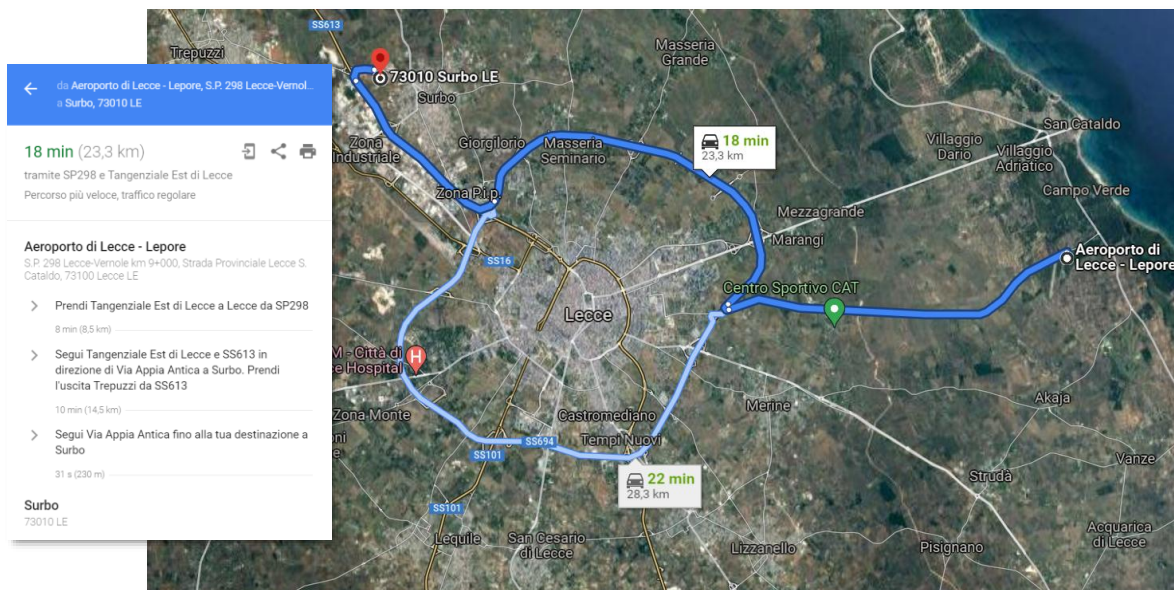 da Aeroporto di Lecce - Lepore, S.P. 298 Lecce-Vernol...
a Surbo, 73010 LE
18 min (23,3 km)
tramite SP298 e Tangenziale Est di Lecce
Percorso più veloce, traffico regolare
Aeroporto di Lecce - Lepore
S.P. 298 Lecce-Vernole km 9+000, Strada Provinciale Lecce S.
Cataldo, 73100 Lecce LE
Prendi Tangenziale Est di Lecce a Lecce da SP298
8 min (8,5 km)
Segui Tangenziale Est di Lecce e SS613 in
direzione di Via Appia Antica a Surbo. Prendi
l'uscita Trepuzzi da SS613
10 min (14,5 km)
Segui Via Appia Antica fino alla tua destinazione a
Surbo
31 s (230 m)
Surbo
73010 LE
SS613
Trepuzzi
Masseria
Grande
73010 Surbo LE
Surbo
San Cataldo
Zona
Industriale
Giorgilorio
Masseria
Seminario
18 min
23,3 km
Villaggio
Dario
Villaggio
Adriatico
Zona P.i.p.
Campo Verde
Mezzagrande
Marangi
Aeroporto di
Lecce - Lepore
SS16
Centro Sportivo CAT
Lecce
M - Città di
ce Hospital
H
Zona Monte
Castromediano
Merine
Akaja
oni
e
SS694
Tempi Nuovi
SS101
Vanze
22 min
28,3 km
Strudà
SS101
Lequile
San Cesario
di Lecce
Lizzanello
Pisignano
Acquarica
di Lecce